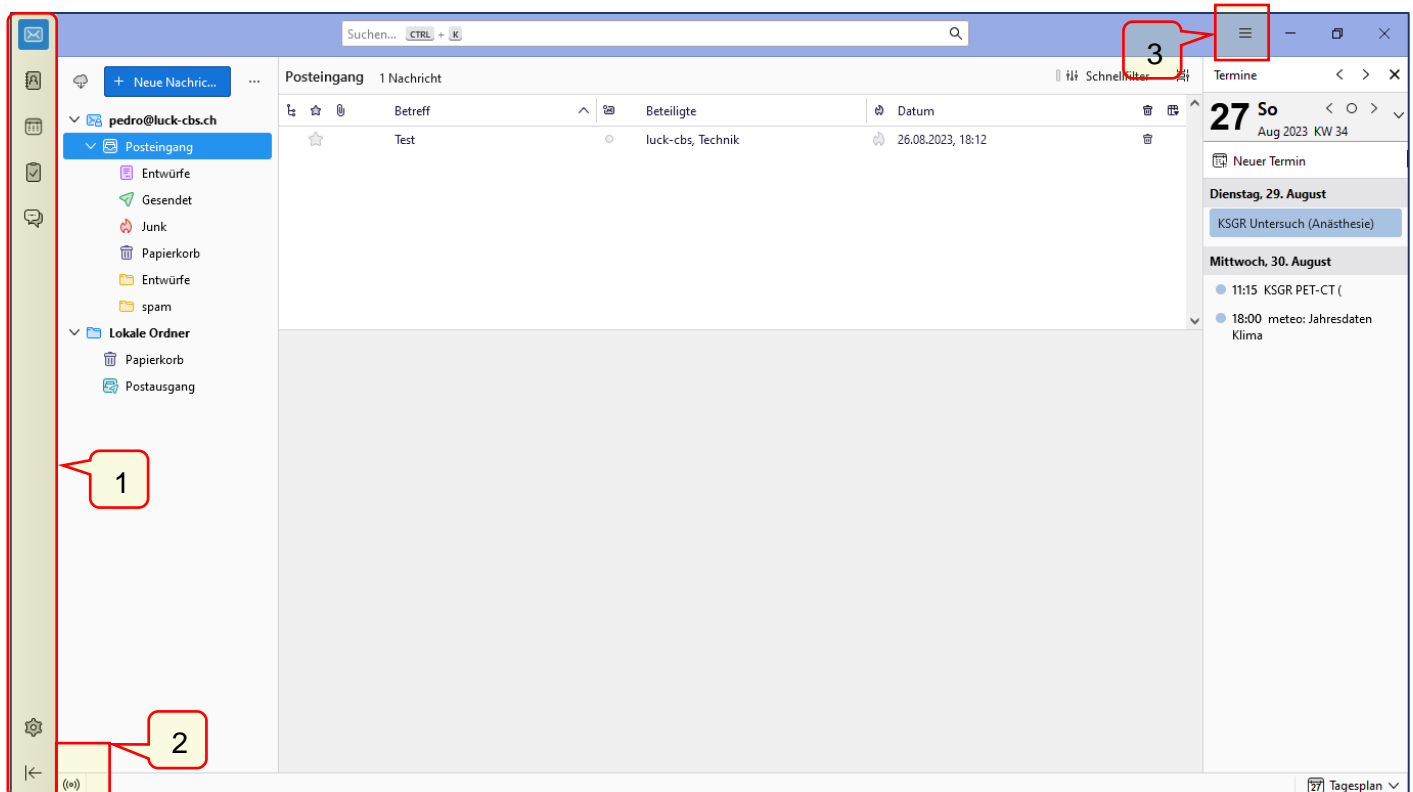 Suchen... CTRL + K
3
+ Neue Nachric... ...
pedro@luck-cbs.ch
Posteingang
Entwürfe
Gesendet
Junk
Papierkorb
Entwürfe
spam
Lokale Ordner
Papierkorb
Postausgang
1
2
((o))
Posteingang 1 Nachricht Schnellfilter
Betreff Beteiligte Datum
Test luck-cbs, Technik 26.08.2023, 18:12
Termine
27 So
Aug 2023 KW 34
Neuer Termin
Dienstag, 29. August
KSGR Untersuch (Anästhesie)
Mittwoch, 30. August
11:15 KSGR PET-CT (
18:00 meteo: Jahresdaten
Klima
27 Tagesplan